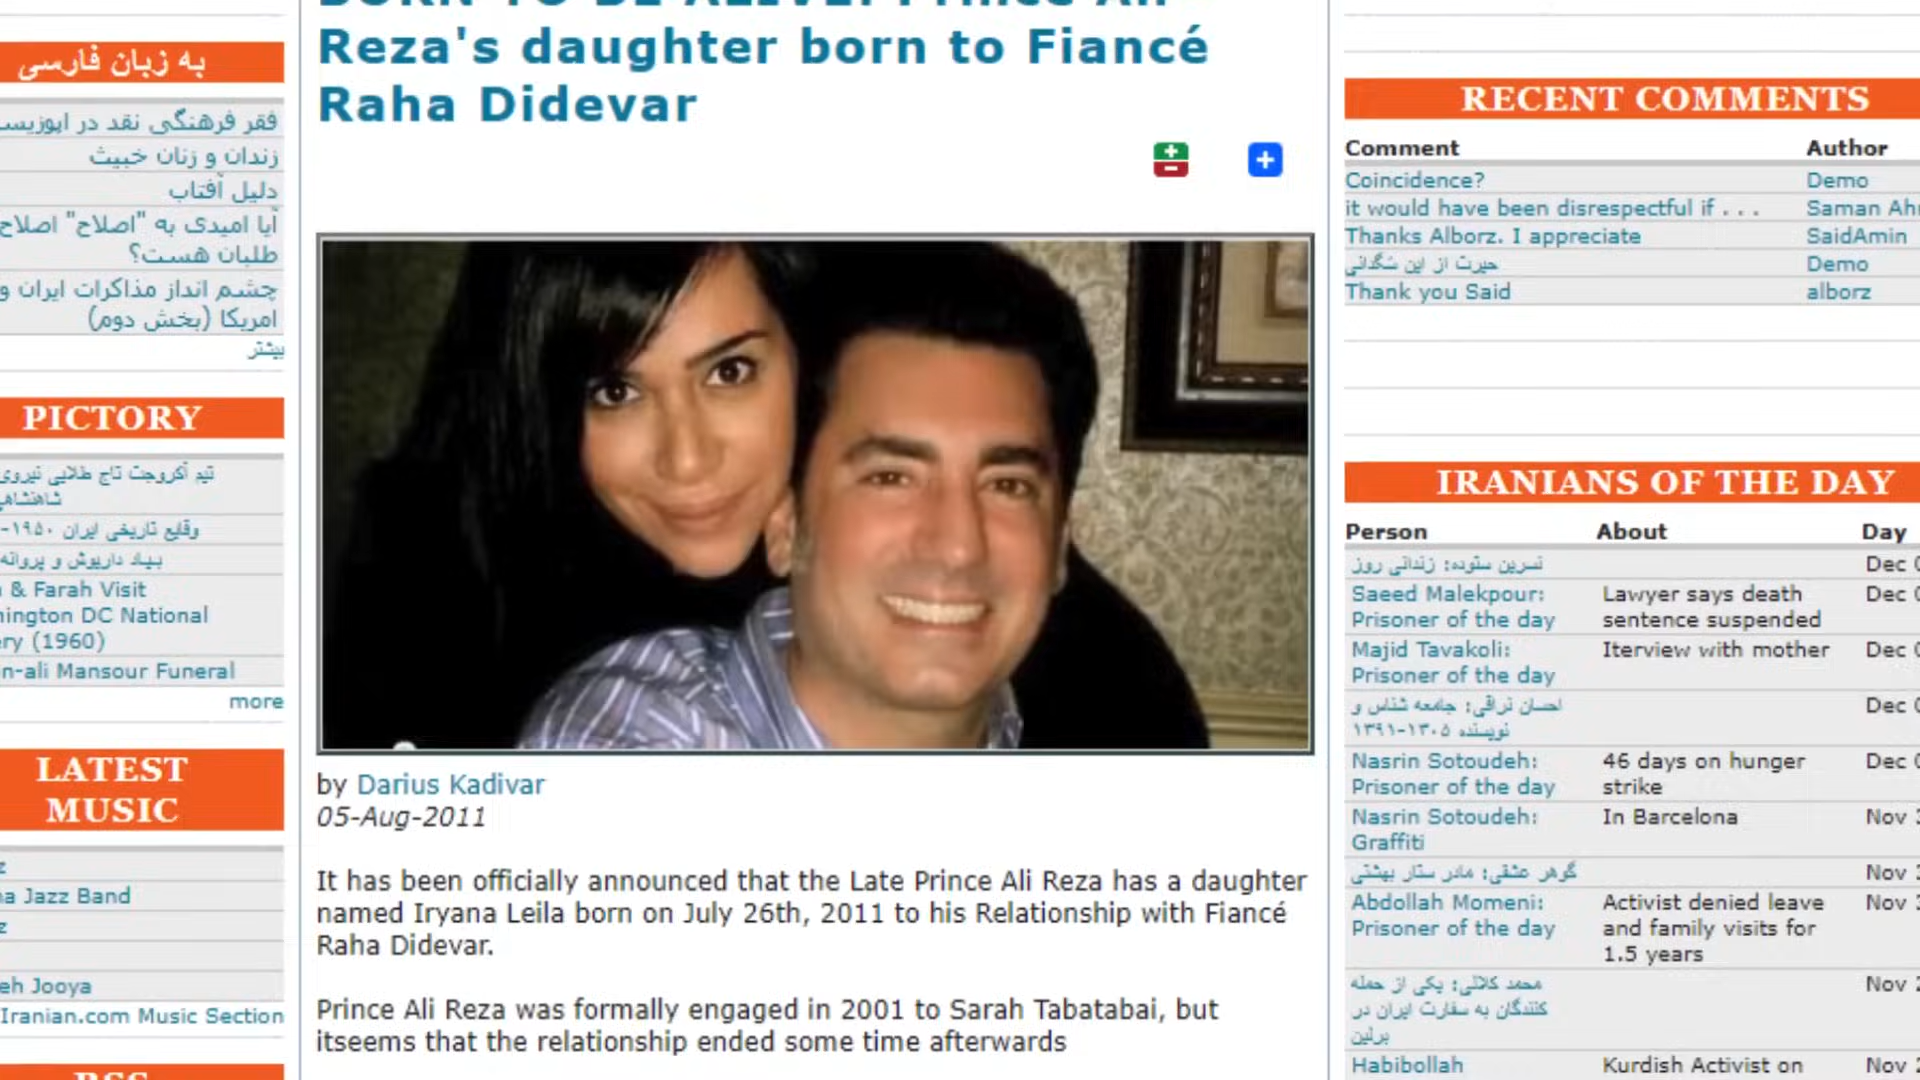 به زبان فارسی
فقر فرهنگی نقد در
زندان و زنان خبیث
دلیل آفتاب
آیا امیدی به "اصلاح" اصلاح
طلبان هست؟
چشم انداز مذاکرات ایران و
امریکا (بخش دوم)
بیشتر
PICTORY
تیم آکروجت تاج طلایی نیروی
وقایع تاریخی ایران ۱۹۵۰-
بیاد داریوش و پروانه
& Farah Visit
DC National
(1960)
Mansour Funeral
more
LATEST
MUSIC
Jazz Band
Jooya
Iranian.com Music Section
BORN TO BE ALIVE: Prince Ali
Reza's daughter born to Fiancé
Raha Didevar
by Darius Kadivar
05-Aug-2011
It has been officially announced that the Late Prince Ali Reza has a daughter
named Iryana Leila born on July 26th, 2011 to his Relationship with Fiancé
Raha Didevar.
Prince Ali Reza was formally engaged in 2001 to Sarah Tabatabai, but
itseems that the relationship ended some time afterwards
RECENT COMMENTS
Comment Author
Coincidence? Demo
it would have been disrespectful if . . . Saman
Thanks Alborz. I appreciate SaidAmin
حیرت از این Demo
Thank you Said alborz
IRANIANS OF THE DAY
Person About Day
نسرین ستوده: زندانی روز Dec
Saeed Malekpour: Lawyer says death Dec
Prisoner of the day sentence suspended
Majid Tavakoli: Iterview with mother Dec
Prisoner of the day
احسان نراقی: جامعه شناس و Dec
نویسنده ۱۳۰۵-۱۳۹۱
Nasrin Sotoudeh: 46 days on hunger Dec
Prisoner of the day strike
Nasrin Sotoudeh: In Barcelona Nov
Graffiti
گوهر عشقی: مادر ستار بهشتی Nov
Abdollah Momeni: Activist denied leave Nov
Prisoner of the day and family visits for
1.5 years
محمد کلالی: یکی از حمله Nov
کنندگان به سفارت ایران در
برلین
Habibollah Kurdish Activist on Nov